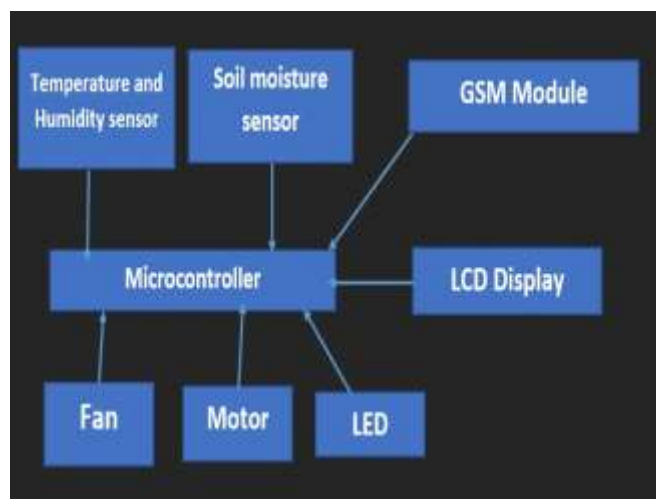 Temperature and
Humidity sensor
Soil moisture
sensor
GSM Module
Microcontroller
LCD Display
Fan
Motor
LED